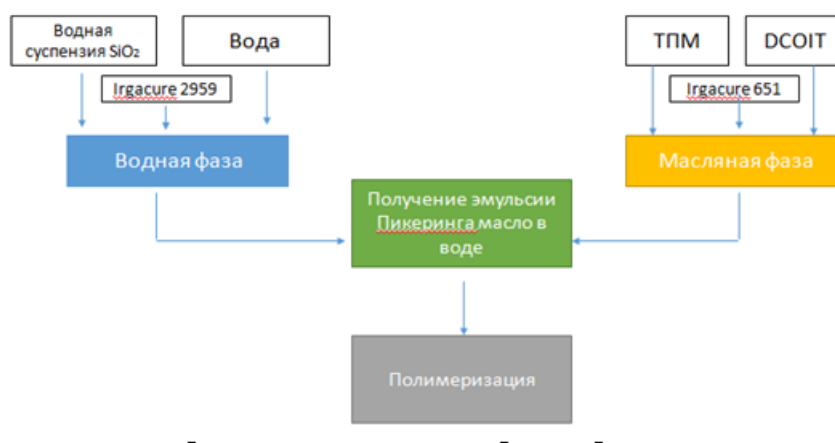 Водная
суспензия SiO₂
Вода
ТПМ
DCOIT
Irgacure 2959
Irgacure 651
Водная фаза
Масляная фаза
Получение эмульсии
Пикеринга масло в
воде
Полимеризация